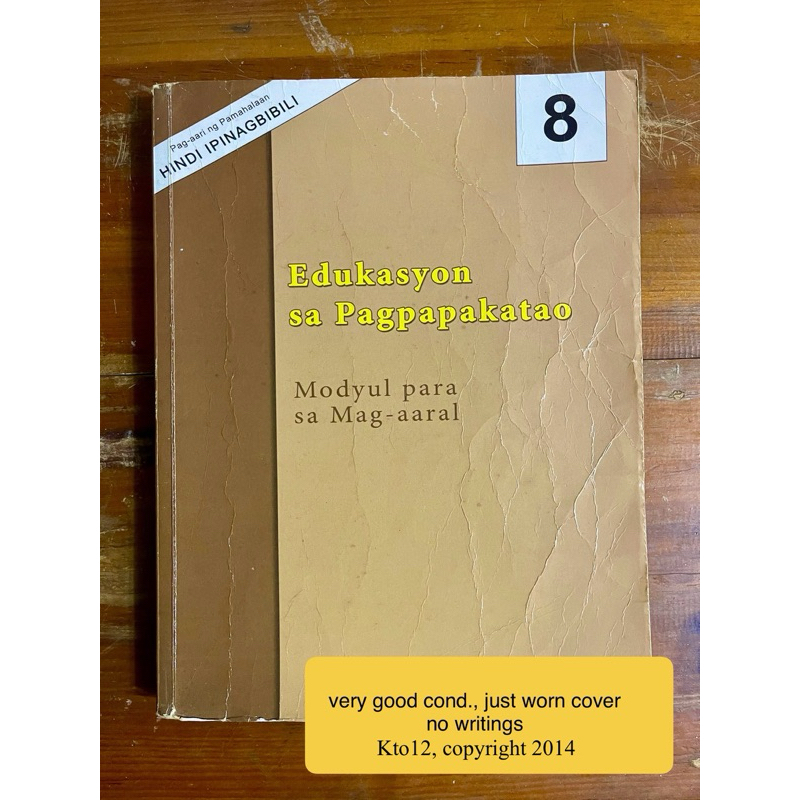 Pag-aari ng Pamahalaan
HINDI IPINAGBIBILI
8
Edukasyon
sa Pagpapakatao
Modyul para
sa Mag-aaral
very good cond., just worn cover
no writings
Kto12, copyright 2014